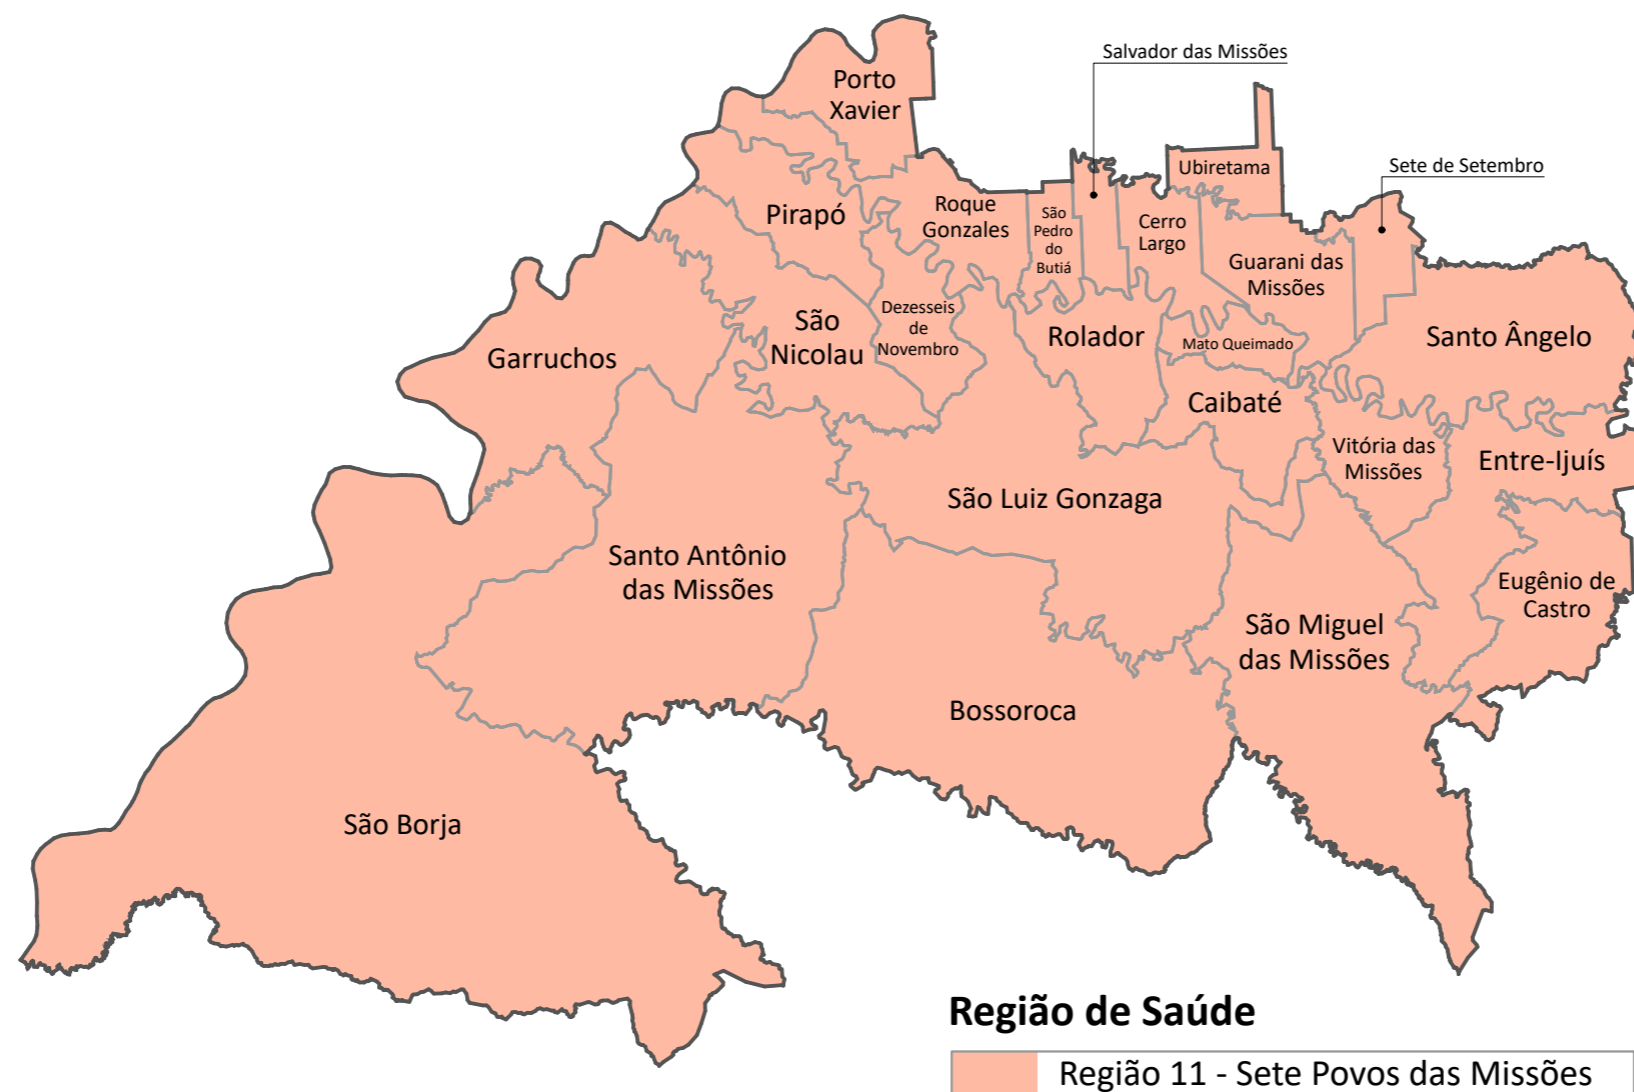 Salvador das Missões
Porto
Xavier
Ubiretama
Sete de Setembro
Pirapó
Roque
Gonzales
São
Pedro
do
Butiá
Cerro
Largo
Guarani das
Missões
Dezesseis
de
Novembro
São
Nicolau
Rolador
Mato Queimado
Santo Ângelo
Garruchos
Caibaté
Vitória das
Missões
Entre-Ijuís
São Luiz Gonzaga
Santo Antônio
das Missões
Eugênio de
Castro
São Miguel
das Missões
Bossoroca
São Borja
Região de Saúde
Região 11 - Sete Povos das Missões